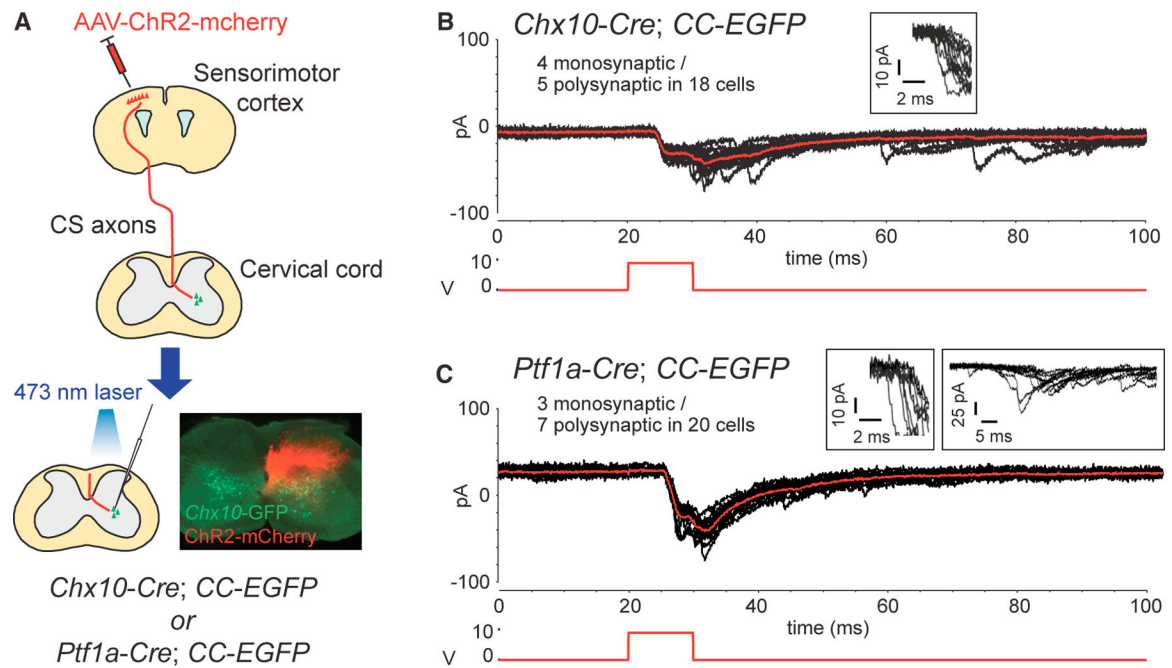 A
AAV-ChR2-mcherry
Sensorimotor
cortex
CS axons
Cervical cord
473 nm laser
Chx10-GFP
ChR2-mCherry
Chx10-Cre; CC-EGFP
or
Ptf1a-Cre; CC-EGFP
B
Chx10-Cre; CC-EGFP
4 monosynaptic /
5 polysynaptic in 18 cells
10 pA
2 ms
100
0
-100
pA
0 20 40 60 80 100
time (ms)
10
0
V
C
Ptf1a-Cre; CC-EGFP
3 monosynaptic /
7 polysynaptic in 20 cells
10 pA
2 ms
25 pA
5 ms
100
0
-100
pA
0 20 40 60 80 100
time (ms)
10
0
V